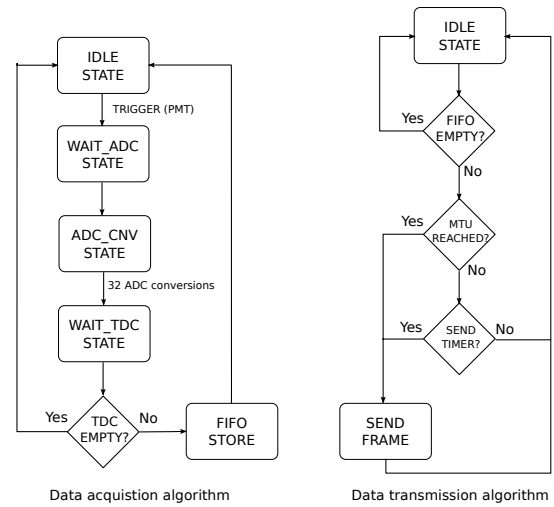 IDLE
STATE
TRIGGER (PMT)
WAIT_ADC
STATE
ADC_CNV
STATE
32 ADC conversions
WAIT_TDC
STATE
Yes
TDC
EMPTY?
No
FIFO
STORE
Data acquistion algorithm
IDLE
STATE
Yes
FIFO
EMPTY?
No
Yes
MTU
REACHED?
No
Yes
SEND
TIMER?
No
SEND
FRAME
Data transmission algorithm